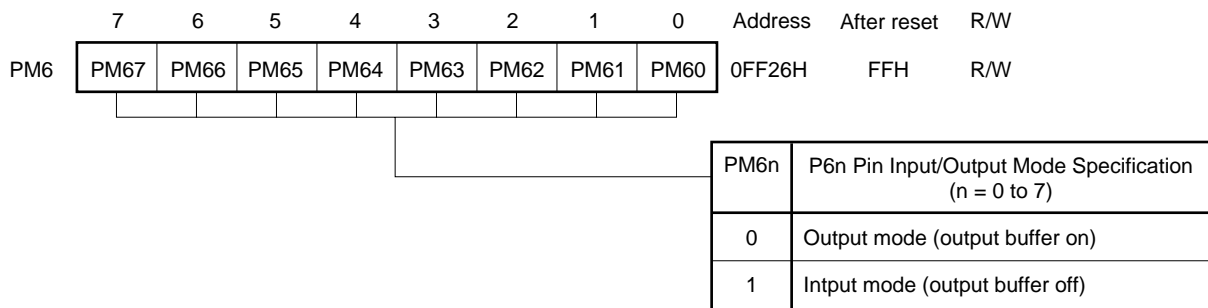 7 6 5 4 3 2 1 0 Address After reset R/W
PM6 PM67 PM66 PM65 PM64 PM63 PM62 PM61 PM60 0FF26H FFH R/W
PM6n P6n Pin Input/Output Mode Specification
(n = 0 to 7)
0 Output mode (output buffer on)
1 Intput mode (output buffer off)